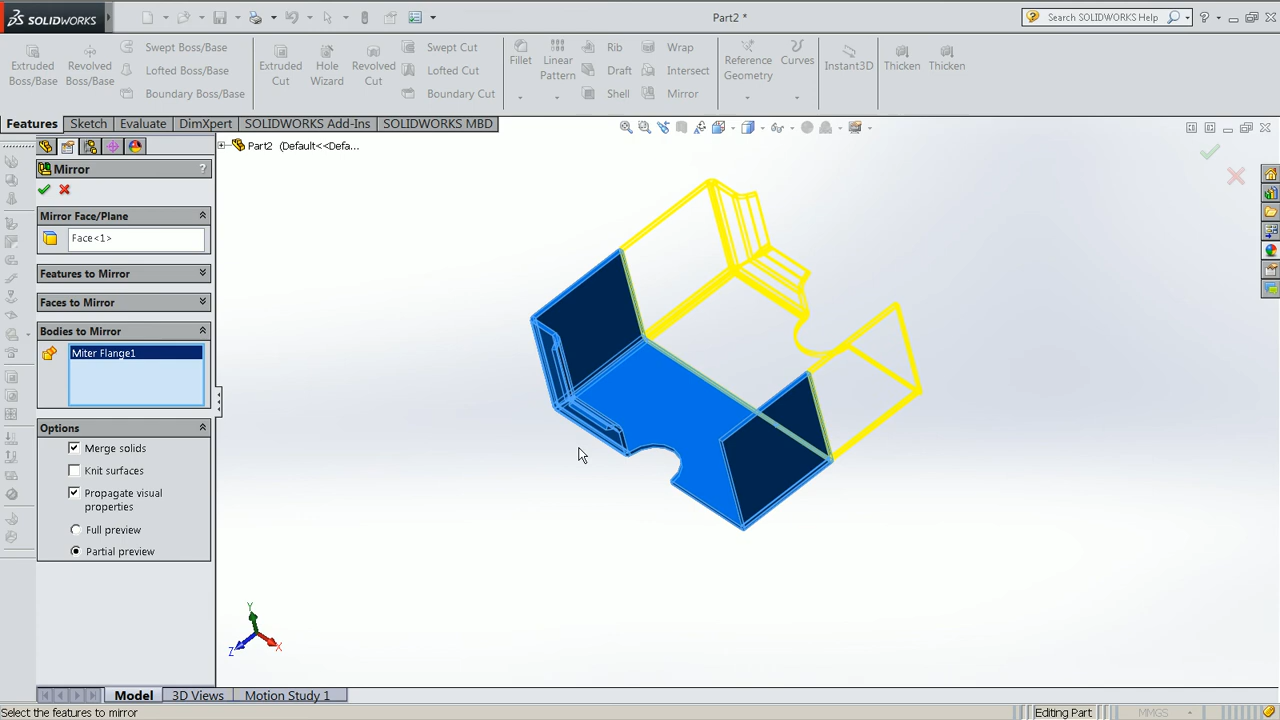 SOLIDWORKS
Part2 *
Search SOLIDWORKS Help
Extruded Boss/Base
Revolved Boss/Base
Swept Boss/Base
Lofted Boss/Base
Boundary Boss/Base
Extruded Cut
Hole Wizard
Revolved Cut
Swept Cut
Lofted Cut
Boundary Cut
Fillet
Linear Pattern
Rib
Draft
Shell
Wrap
Intersect
Mirror
Reference Geometry
Curves
Instant3D
Thicken
Thicken
Features
Sketch
Evaluate
DimXpert
SOLIDWORKS Add-Ins
SOLIDWORKS MBD
Part2 (Default<<Defa...
Mirror
?
Mirror Face/Plane
Face<1>
Features to Mirror
Faces to Mirror
Bodies to Mirror
Miter Flange1
Options
Merge solids
Knit surfaces
Propagate visual
properties
Full preview
Partial preview
Y
Z
X
Model
3D Views
Motion Study 1
Select the features to mirror
Editing Part
MMGS